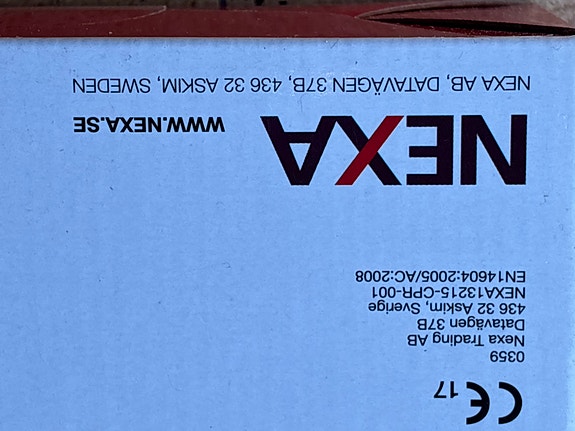 CE 17
0359
Nexa Trading AB
Datavägen 37B
436 32 Askim, Sverige
NEXA13215-CPR-001
EN14604:2005/AC:2008
NEXA
WWW.NEXA.SE
NEXA AB, DATAVÄGEN 37B, 436 32 ASKIM, SWEDEN